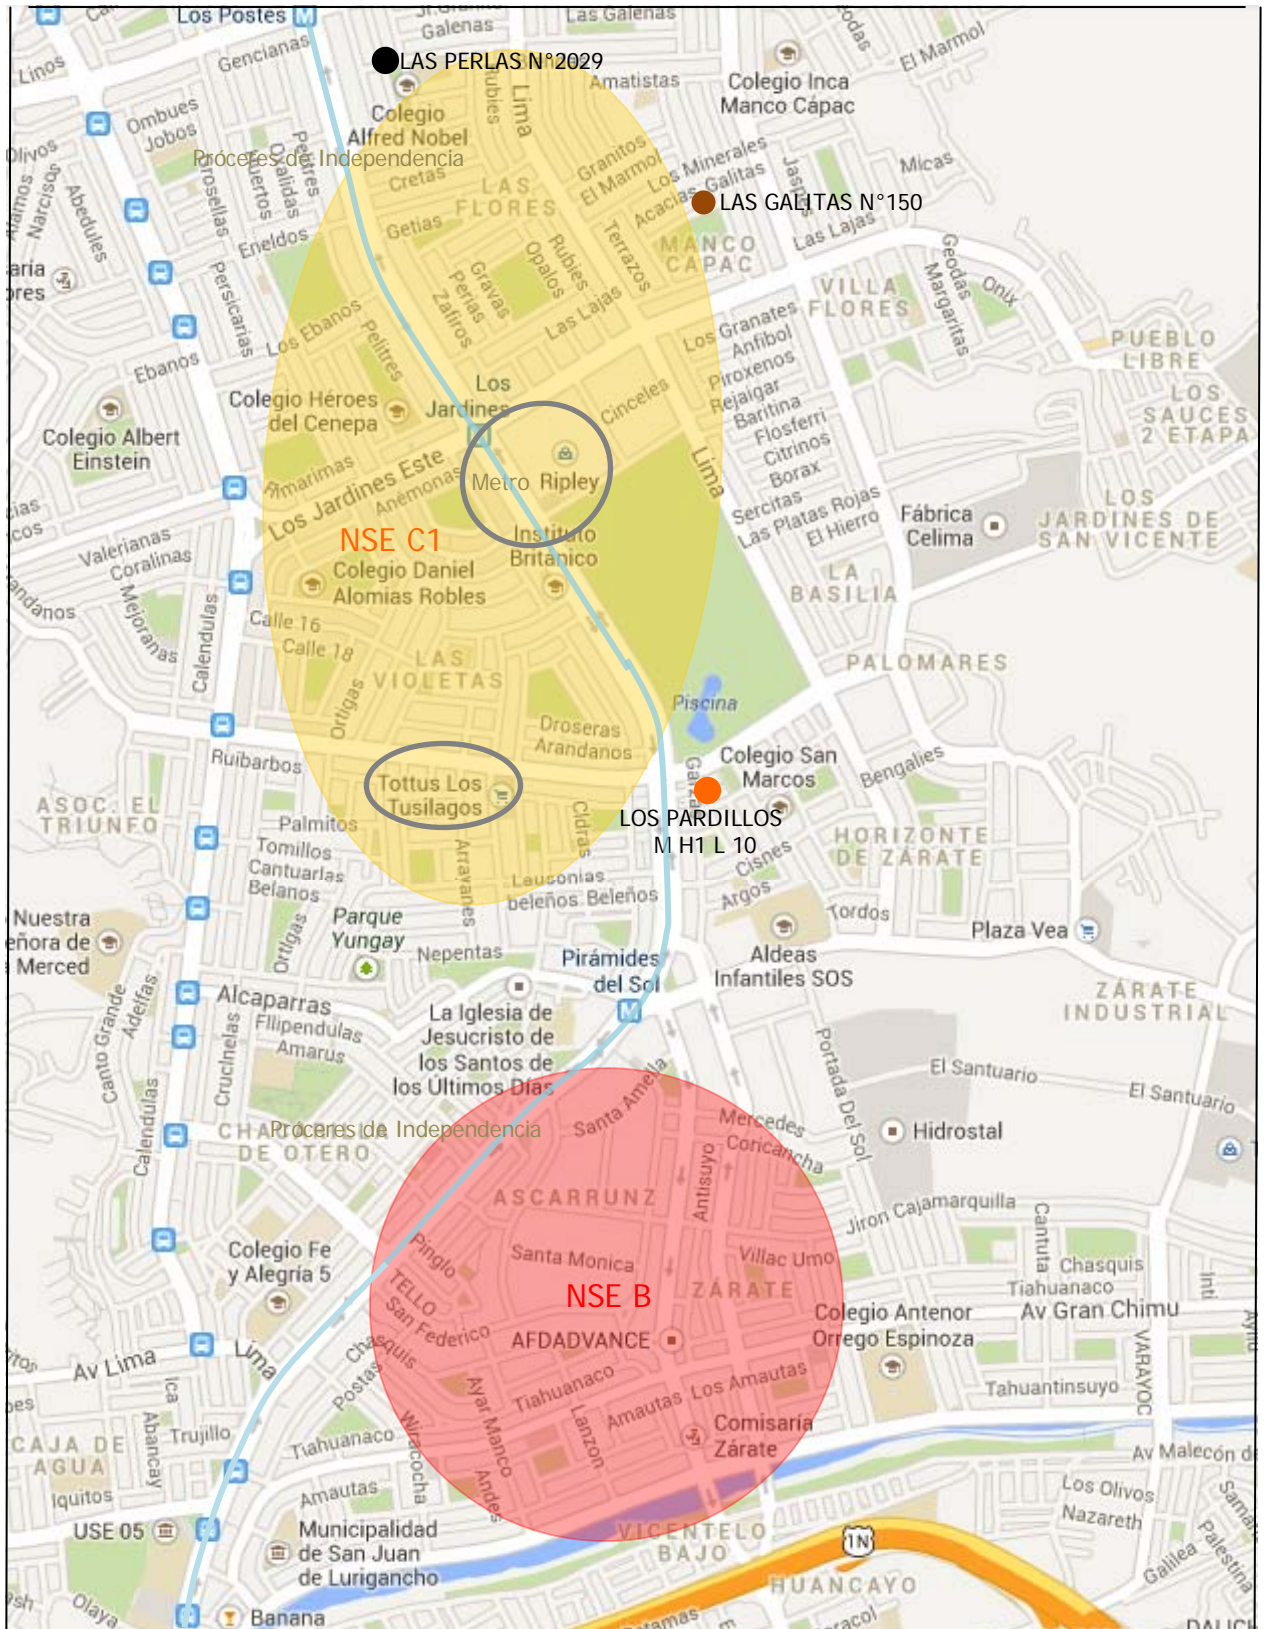 Los Postes
Galenas
Las Galenas
Gencianas
Linos
LAS PERLAS N°2029
Rubies
Lima
Amatistas
El Marmol
Colegio Inca
Manco Cápac
Ombues
Jobos
Colegio
Alfred Nobel
Olivos
Narcisos
Abedules
Próceres de Independencia
Pelitres
Cretas
LAS
FLORES
Granitos
El Marmol
Los Minerales
Galitas
Acacias
Jaspes
Micas
LAS GALITAS N°150
Getias
Eneldos
Persicarias
MANCO
CAPAC
Las Lajas
Terrazos
Rubies
Opalos
Gravas
Perlas
Zafiros
Las Lajas
VILLA
FLORES
Geodas
Margaritas
Onix
Los Ebanos
Pelitres
Ebanos
Los Granates
Anfibol
Piroxenos
Rejalgar
Baritina
Flosferri
Citrinos
Borax
Sercitas
Las Platas Rojas
El Hierro
PUEBLO
LIBRE
LOS
SAUCES
2 ETAPA
Los
Jardines
Cinceles
Colegio Héroes
del Cenepa
Colegio Albert
Einstein
Metro
Ripley
Lima
Amarimas
Los Jardines Este
Anémonas
NSE C1
Instituto
Británico
Fábrica
Celima
LOS
JARDINES DE
SAN VICENTE
Valerianas
Coralinas
Mejoranas
Colegio Daniel
Alomias Robles
LA
BASILIA
Calle 16
Calle 18
Calendulas
LAS
VIOLETAS
Ortigas
PALOMARES
Piscina
Droseras
Arandanos
Ruibarbos
Tottus Los
Tusilagos
Colegio San
Marcos
Bengalies
ASOC. EL
TRIUNFO
LOS PARDILLOS
M H1 L 10
Palmitos
Tomillos
Cantuarias
Belanos
Cidras
Arrayanes
HORIZONTE
DE ZÁRATE
Cisnes
Argos
Lausonias
beleños Beleños
Nuestra
eñora de
Merced
Parque
Yungay
Ortigas
Nepentas
Tordos
Plaza Vea
Pirámides
del Sol
Aldeas
Infantiles SOS
Canto Grande
Adelfas
Alcaparras
Filipendulas
Amarus
Crucinelas
La Iglesia de
Jesucristo de
los Santos de
los Últimos Días
ZÁRATE
INDUSTRIAL
Portada Del Sol
El Santuario
El Santuario
Santa Amelia
Calendulas
Próceres de Independencia
DE OTERO
Mercedes
Coricancha
Hidrostal
Antisuyo
ASCARRUNZ
Jiron Cajamarquilla
Colegio Fe
y Alegría 5
Pinglo
Santa Monica
Villac Umo
Cantuta
Chasquis
Tiahuanaco
Inti
TELLO
San Federico
NSE B
ZÁRATE
Colegio Antenor
Orrego Espinoza
Av Gran Chimu
AFDADVANCE
Av Lima
Lima
Chasquis
Postas
VARAYOC
Ica
Ayar Manco
Tiahuanaco
Lanzon
Amautas
Los Amautas
Tahuantinsuyo
Comisaría
Zárate
CAJA DE
AGUA
Abancay
Trujillo
Tiahuanaco
Wiracocha
Av Malecón de
Iquitos
Amautas
Andes
Los Olivos
Nazareth
USE 05
Municipalidad
de San Juan
de Lurigancho
VICENTELO
BAJO
1N
HUANCAYO
Galilea
Palestina
Olaya
Banana